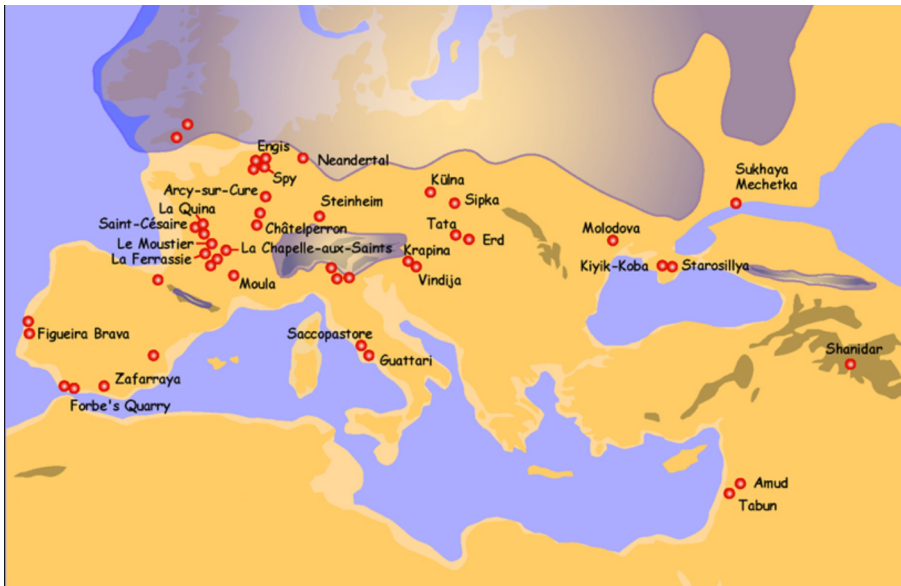 Engis
Neandertal
Spy
Arcy-sur-Cure
La Quina
Saint-Césaire
Steinheim
Châtelperron
Le Moustier
La Chapelle-aux-Saints
La Ferrassie
Moula
Külna
Sipka
Tata
Erd
Krapina
Vindija
Sukhaya
Mechetka
Molodova
Kiyik-Koba
Starosillya
Figueira Brava
Saccopastore
Guattari
Zafarraya
Forbe's Quarry
Shanidar
Amud
Tabun